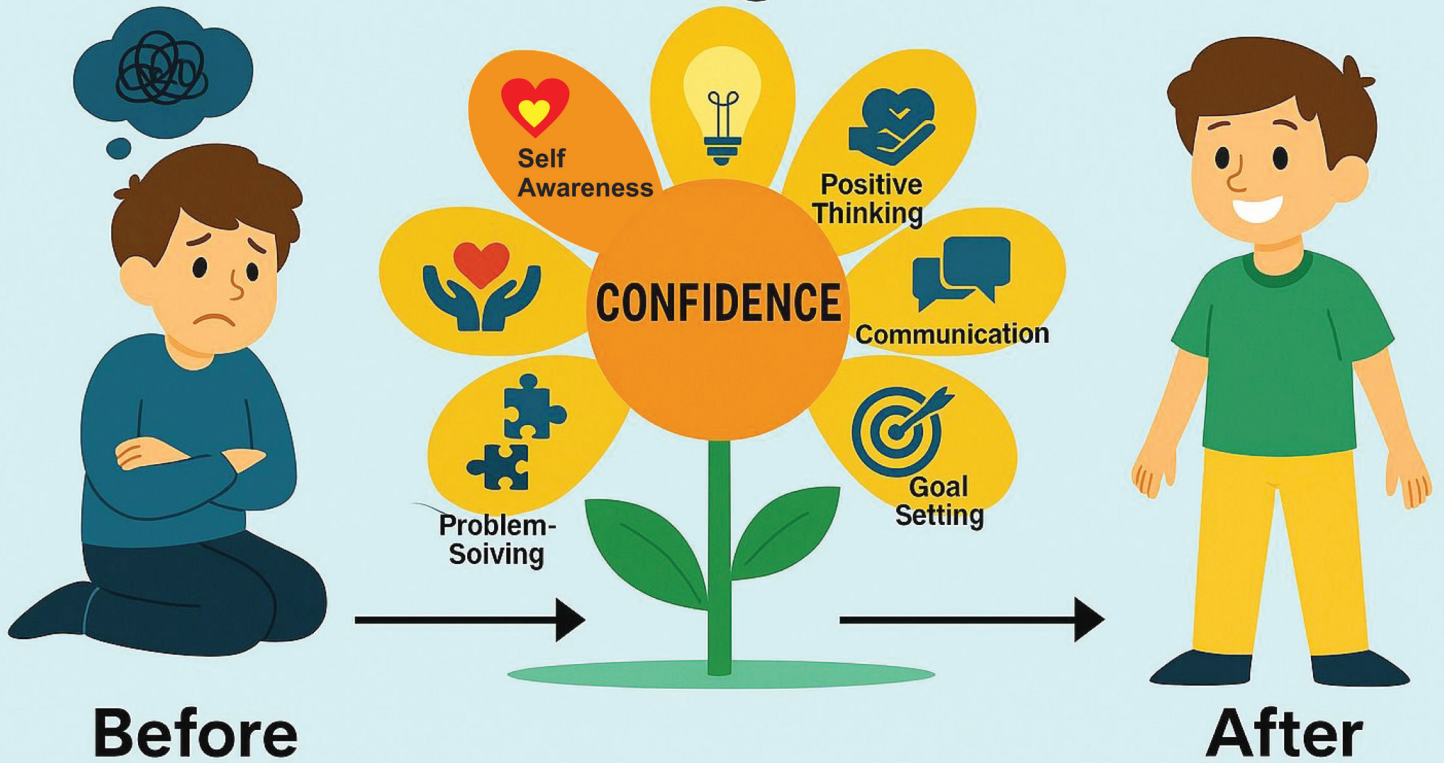 Self
Awareness
Positive
Thinking
CONFIDENCE
Communication
Goal
Setting
Problem-
Soiving
Before
After